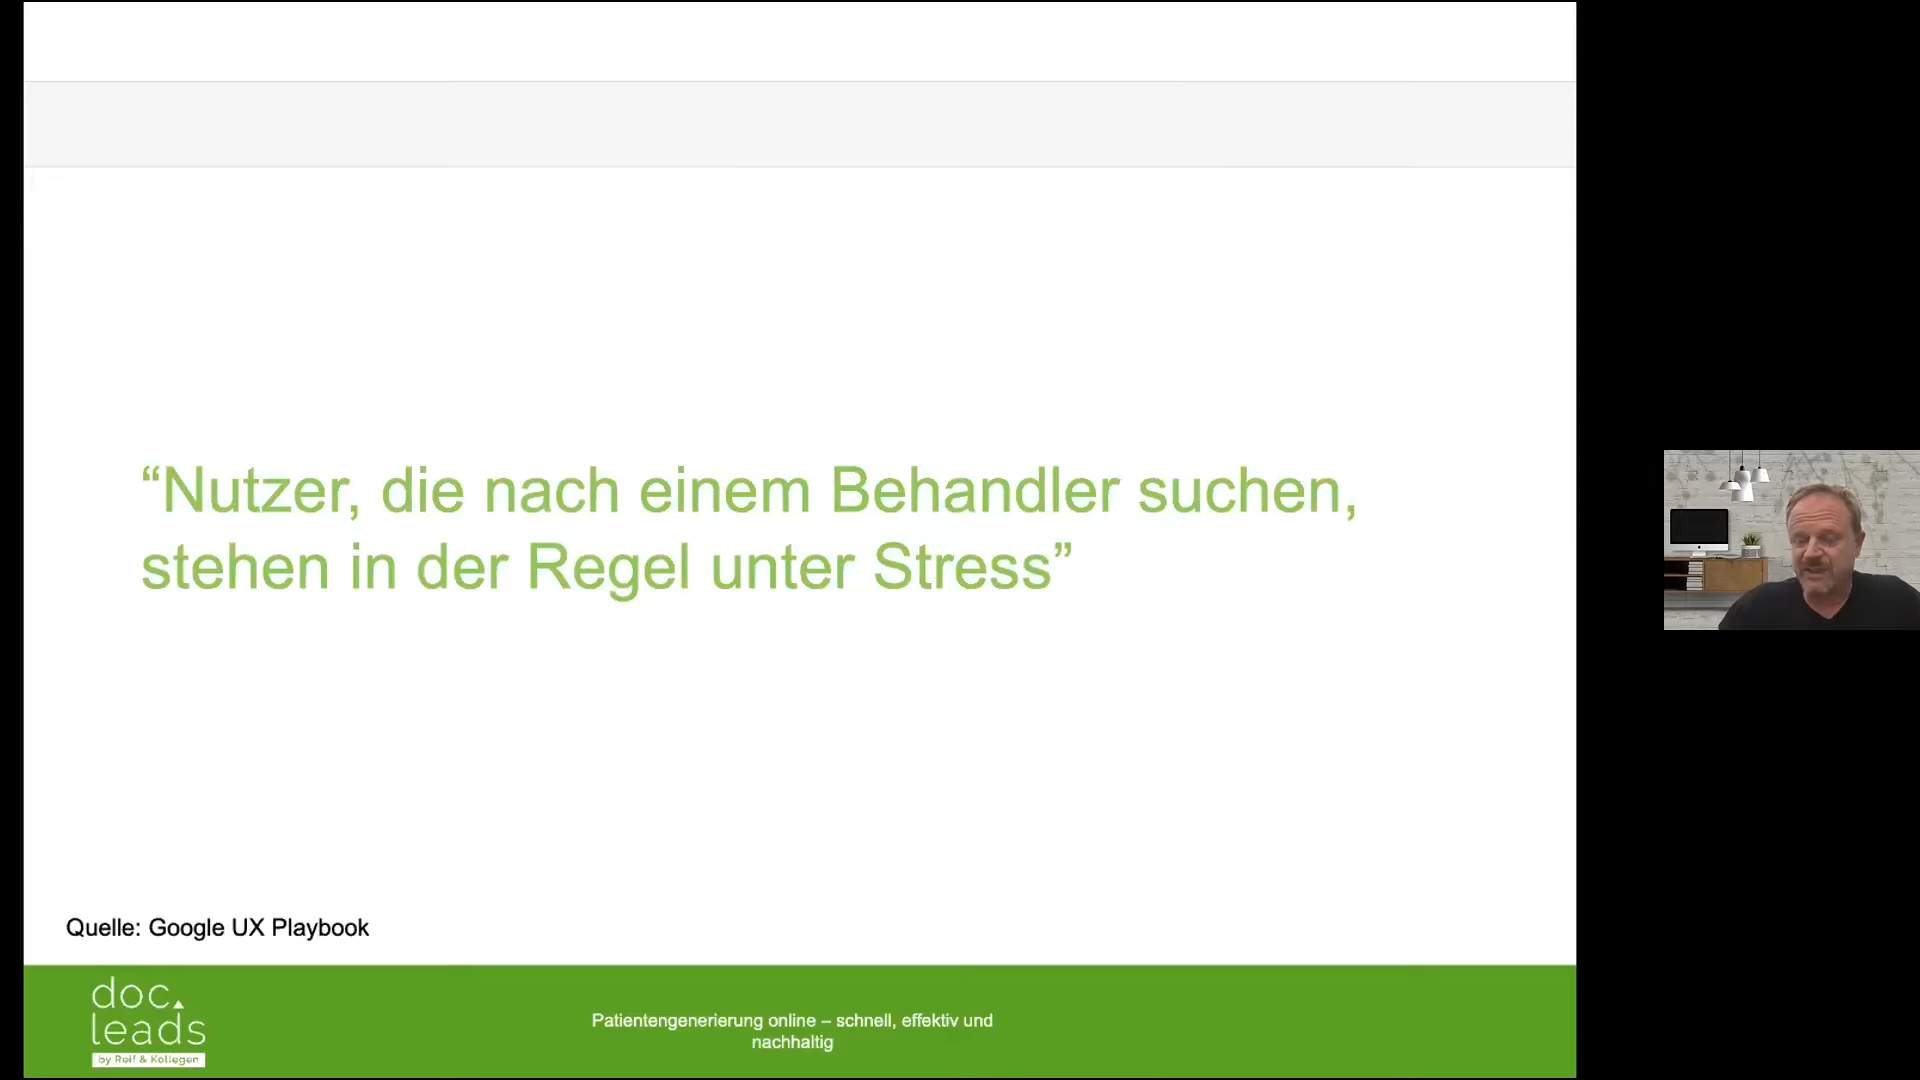 “Nutzer, die nach einem Behandler suchen,
stehen in der Regel unter Stress”
Quelle: Google UX Playbook
doc.
leads
by Reif & Kollegen
Patientengenerierung online – schnell, effektiv und
nachhaltig